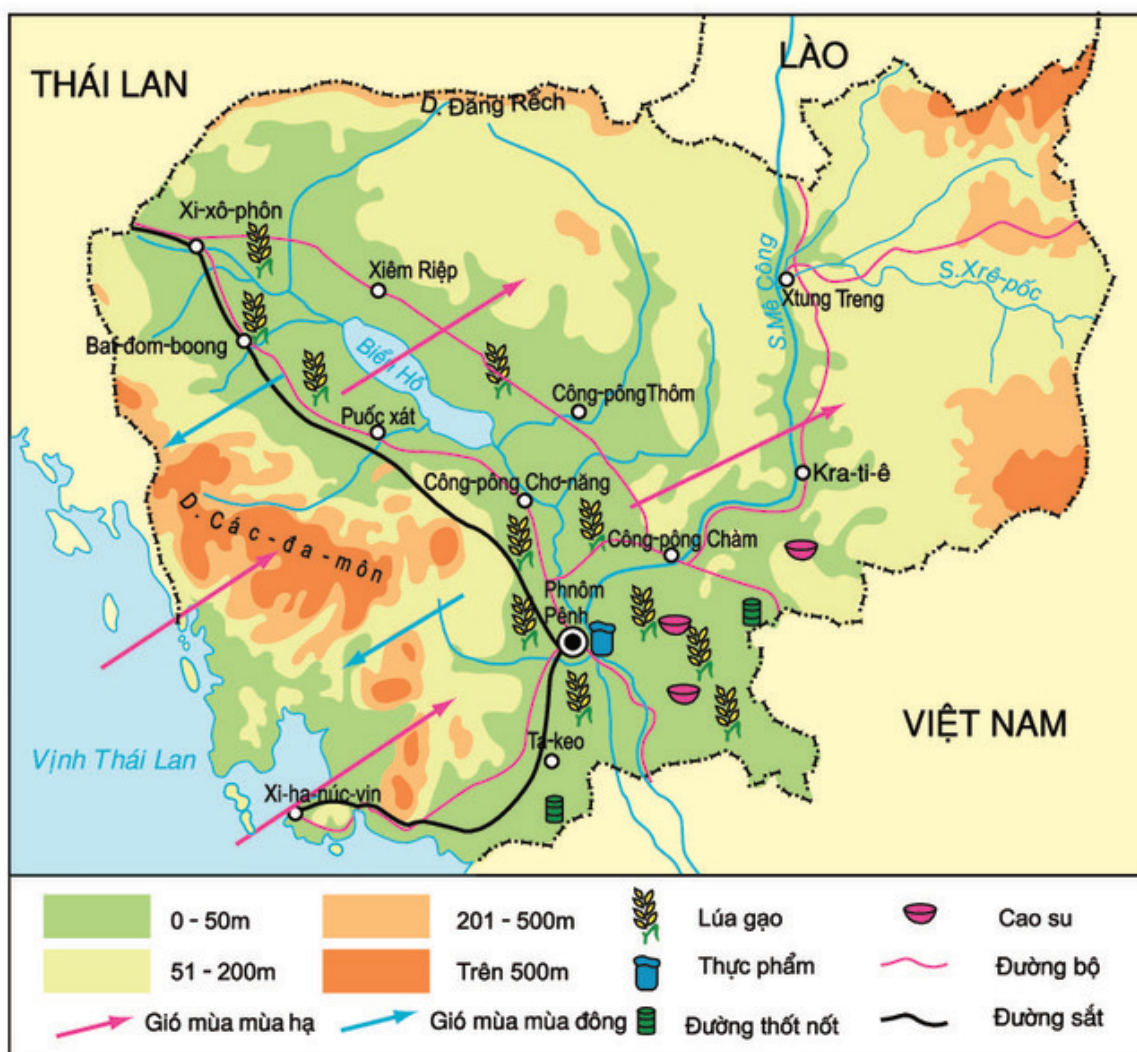 THÁI LAN
LÀO
D. Đăng Rếch
Xi-xô-phôn
Xiêm Riệp
S.Mê Công
Xtung Treng
S.Xrê-pốc
Bat-đom-boong
Biển Hồ
Công-pông Thôm
Puốc xát
Công-pông Chơ-năng
Kra-ti-ê
D. Các-đa-môn
Công-pông Chàm
Phnôm
Pênh
VIỆT NAM
Vịnh Thái Lan
Ta-keo
Xi-ha-núc-vin
0 - 50m
201 - 500m
Lúa gạo
Cao su
51 - 200m
Trên 500m
Thực phẩm
Đường bộ
Gió mùa mùa hạ
Gió mùa mùa đông
Đường thốt nốt
Đường sắt